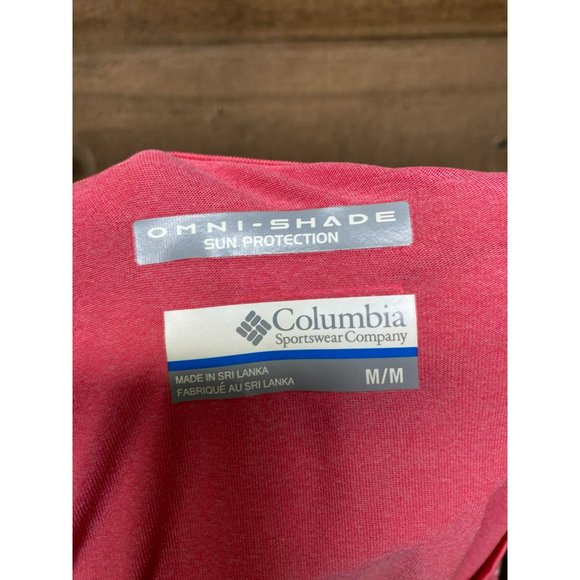 OMNI-SHADE
SUN PROTECTION
Columbia
Sportswear Company
MADE IN SRI LANKA
FABRIQUÉ AU SRI LANKA
M/M